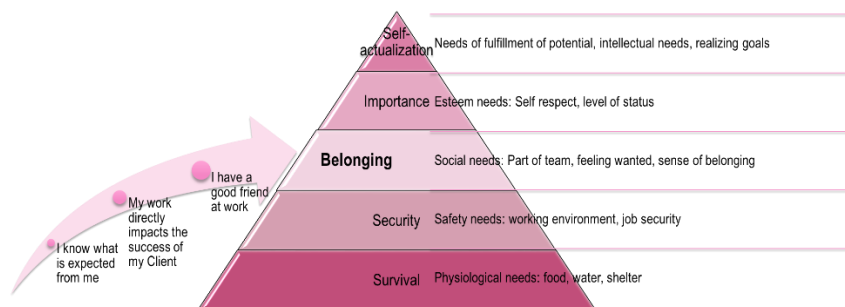 Self-
actualization
Needs of fulfillment of potential, intellectual needs, realizing goals
Importance
Esteem needs: Self respect, level of status
Belonging
Social needs: Part of team, feeling wanted, sense of belonging
Security
Safety needs: working environment, job security
Survival
Physiological needs: food, water, shelter
I know what
is expected
from me
My work
directly
impacts the
success of
my Client
I have a
good friend
at work